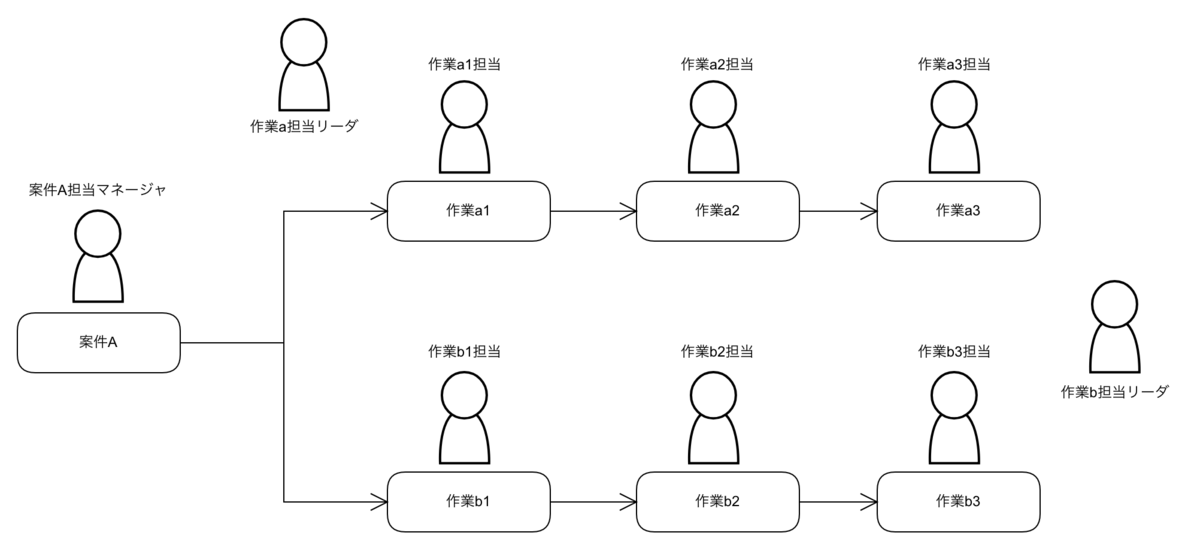 作業a担当リーダ
作業a1担当
作業a2担当
作業a3担当
案件A担当マネージャ
作業a1
作業a2
作業a3
案件A
作業b1担当
作業b2担当
作業b3担当
作業b担当リーダ
作業b1
作業b2
作業b3